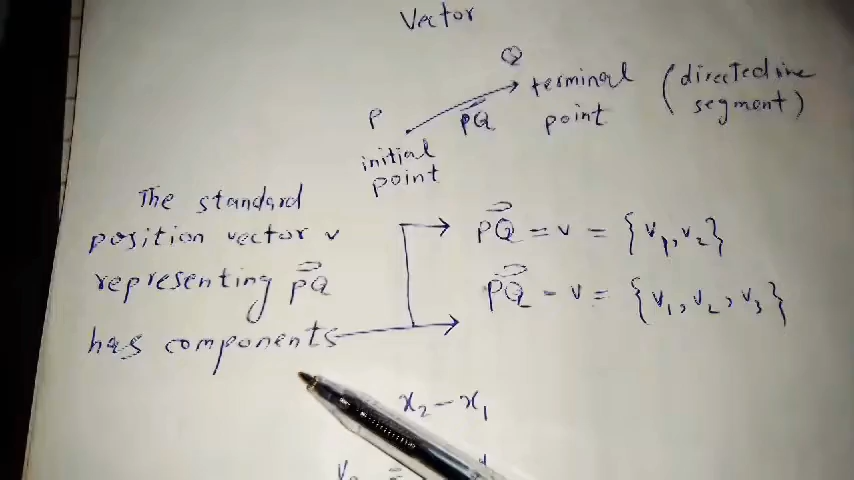 Vector
Q
terminal point
(directed line segment)
P
PQ
initial point
The standard
position vector v
representing PQ
has components
PQ = v = {v₁, v₂}
PQ - v = {v₁, v₂, v₃}
x₂ - x₁